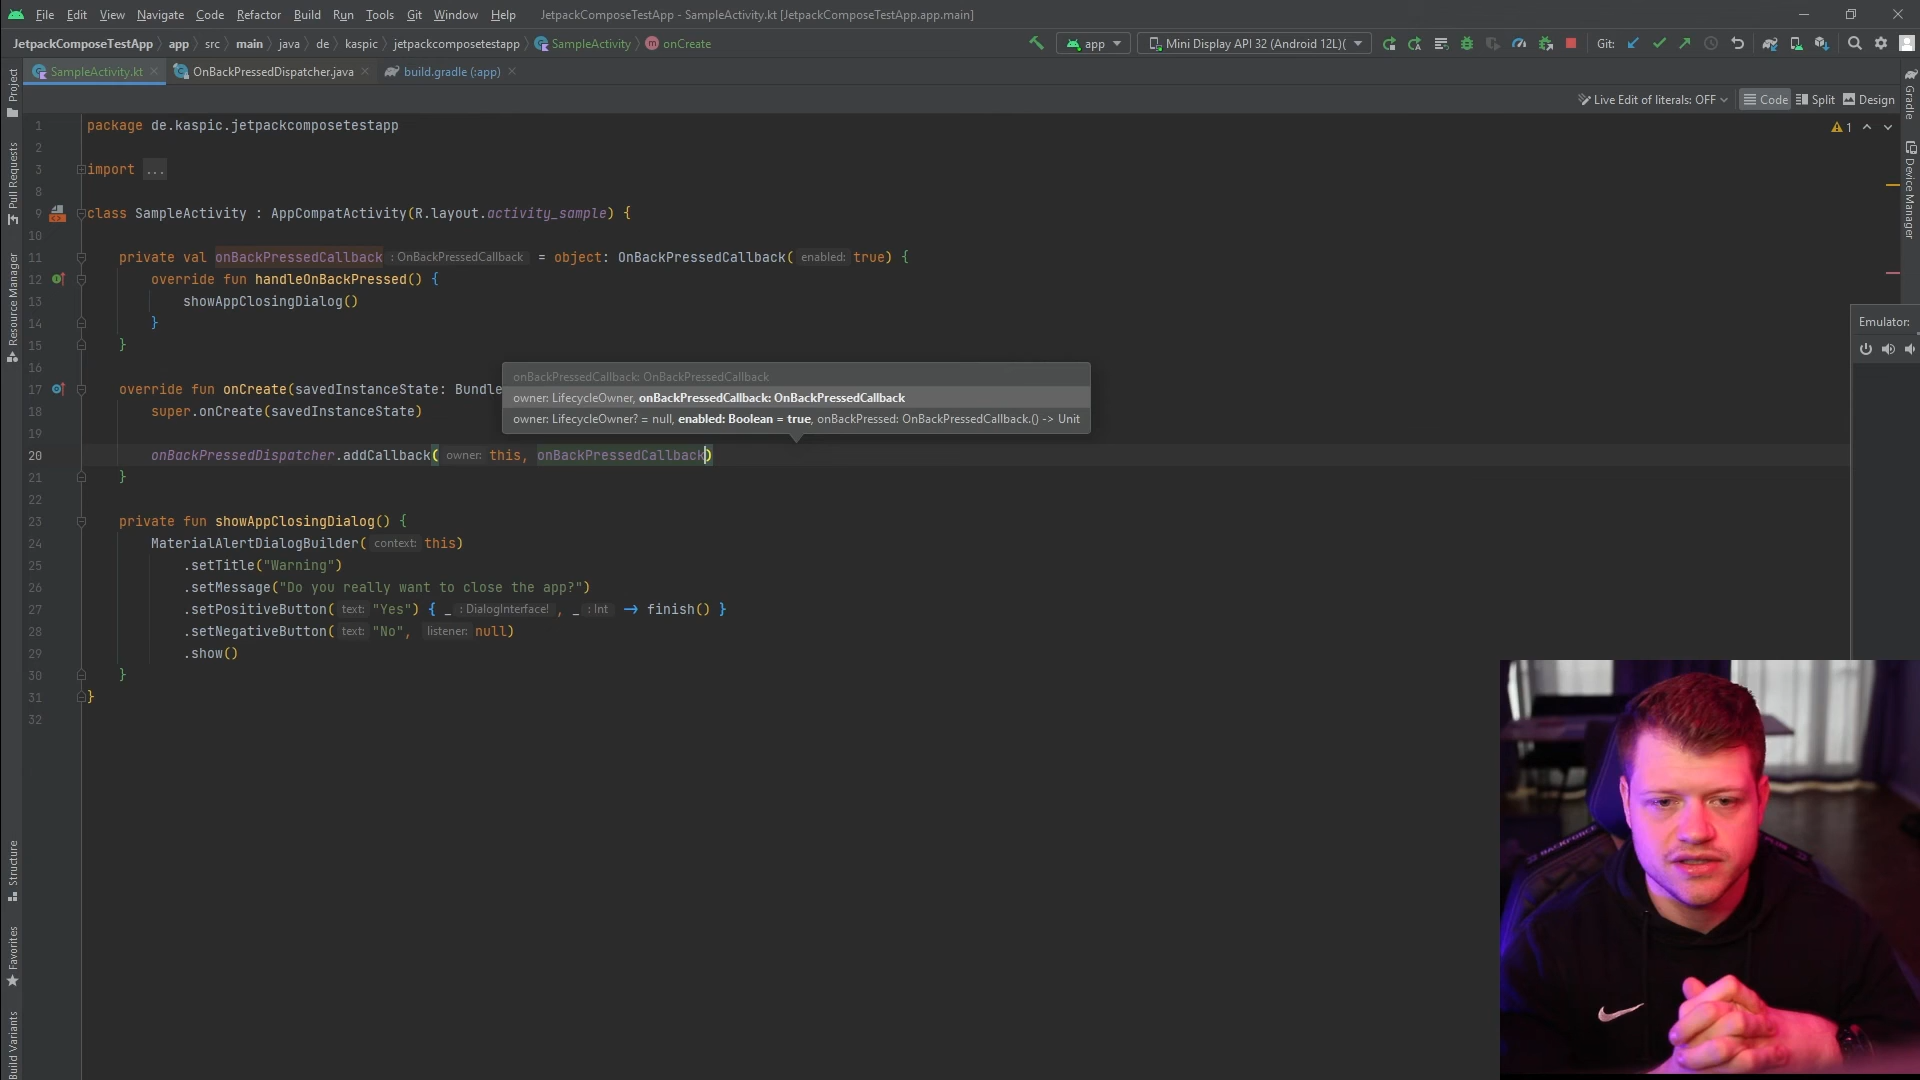 File Edit View Navigate Code Refactor Build Run Tools Git Window Help JetpackComposeTestApp - SampleActivity.kt [JetpackComposeTestApp.app.main]
JetpackComposeTestApp app src main java de kaspic jetpackcomposetestapp SampleActivity onCreate app Mini Display API 32 (Android 12L)( Git:
SampleActivity.kt OnBackPressedDispatcher.java build.gradle (:app)
Live Edit of literals: OFF Code Split Design
1 package de.kaspic.jetpackcomposetestapp
1
2
3 import ...
8
9 class SampleActivity : AppCompatActivity(R.layout.activity_sample) {
10
11 private val onBackPressedCallback : OnBackPressedCallback = object: OnBackPressedCallback( enabled: true) {
12 override fun handleOnBackPressed() {
13 showAppClosingDialog()
14 }
15 }
16
onBackPressedCallback: OnBackPressedCallback
17 override fun onCreate(savedInstanceState: Bundle
owner: LifecycleOwner, onBackPressedCallback: OnBackPressedCallback
18 super.onCreate(savedInstanceState)
owner: LifecycleOwner? = null, enabled: Boolean = true, onBackPressed: OnBackPressedCallback.() -> Unit
19
20 onBackPressedDispatcher.addCallback( owner: this, onBackPressedCallback)
21 }
22
23 private fun showAppClosingDialog() {
24 MaterialAlertDialogBuilder( context: this)
25 .setTitle("Warning")
26 .setMessage("Do you really want to close the app?")
27 .setPositiveButton( text: "Yes") { _ : DialogInterface! , _ : Int → finish() }
28 .setNegativeButton( text: "No", listener: null)
29 .show()
30 }
31 }
32
Project
Pull Requests
Resource Manager
Structure
Favorites
Build Variants
Gradle
Device Manager
Emulator:
BACKFORCE